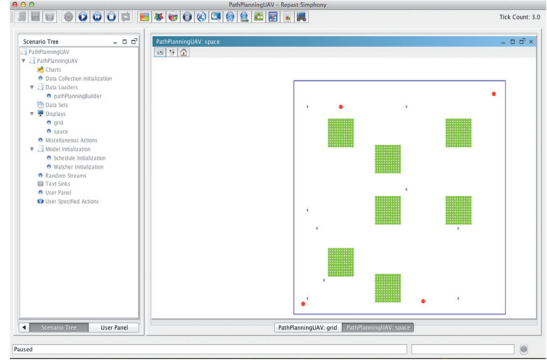 PathPlanningUAV – Repast Simphony
Tick Count: 3.0
Scenario Tree
PathPlanningUAV
PathPlanningUAV
Charts
Data Collection Initialization
Data Loaders
pathPlanningBuilder
Data Sets
Displays
grid
space
Miscellaneous Actions
Model Initialization
Schedule Initialization
Watcher Initialization
Random Streams
Text Sinks
User Panel
User Specified Actions
PathPlanningUAV: space
Scenario Tree
User Panel
PathPlanningUAV: grid
PathPlanningUAV: space
Paused